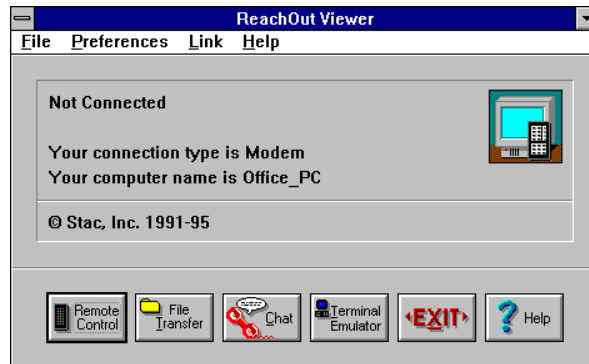 ReachOut Viewer
File Preferences Link Help
Not Connected
Your connection type is Modem
Your computer name is Office_PC
© Stac, Inc. 1991-95
Remote Control
File Transfer
Chat
Terminal Emulator
EXIT
Help